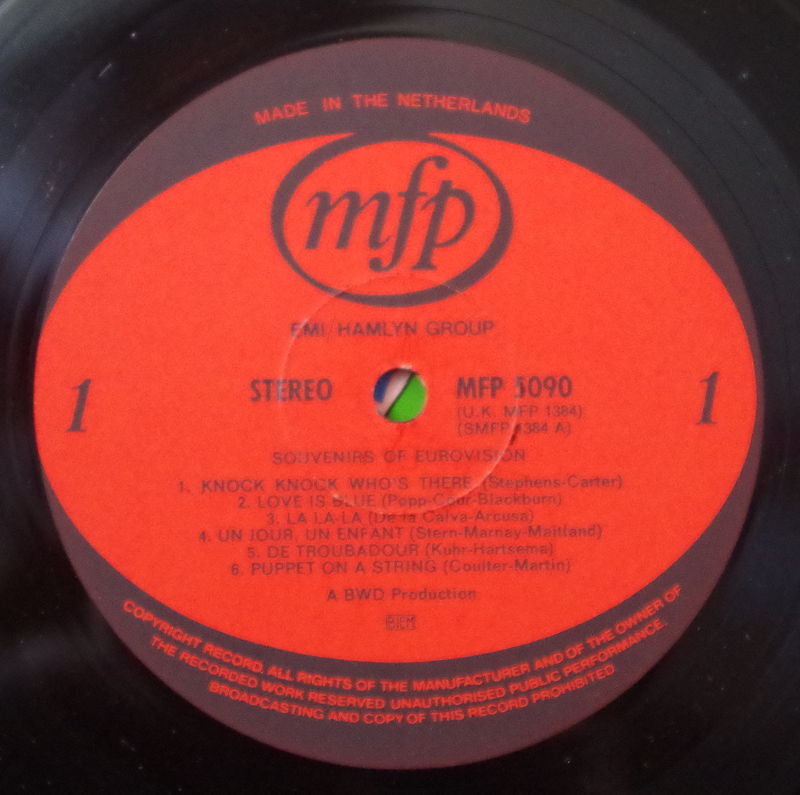 MADE IN THE NETHERLANDS
mfp
EMI/HAMLYN GROUP
STEREO MFP 5090
(U.K. MFP 1384)
(SMFP 1384 A)
1 1
SOUVENIRS OF EUROVISION
1. KNOCK KNOCK WHO'S THERE (Stephens-Carter)
2. LOVE IS BLUE (Popp-Cour-Blackburn)
3. LA LA-LA (De la Calva-Arcusa)
4. UN JOUR, UN ENFANT (Stern-Marnay-Maitland)
5. DE TROUBADOUR (Kuhr-Hartsema)
6. PUPPET ON A STRING (Coulter-Martin)
A BWD Production
BIEM
COPYRIGHT RECORD. ALL RIGHTS OF THE MANUFACTURER AND OF THE OWNER OF
THE RECORDED WORK RESERVED UNAUTHORISED PUBLIC PERFORMANCE.
BROADCASTING AND COPY OF THIS RECORD PROHIBITED